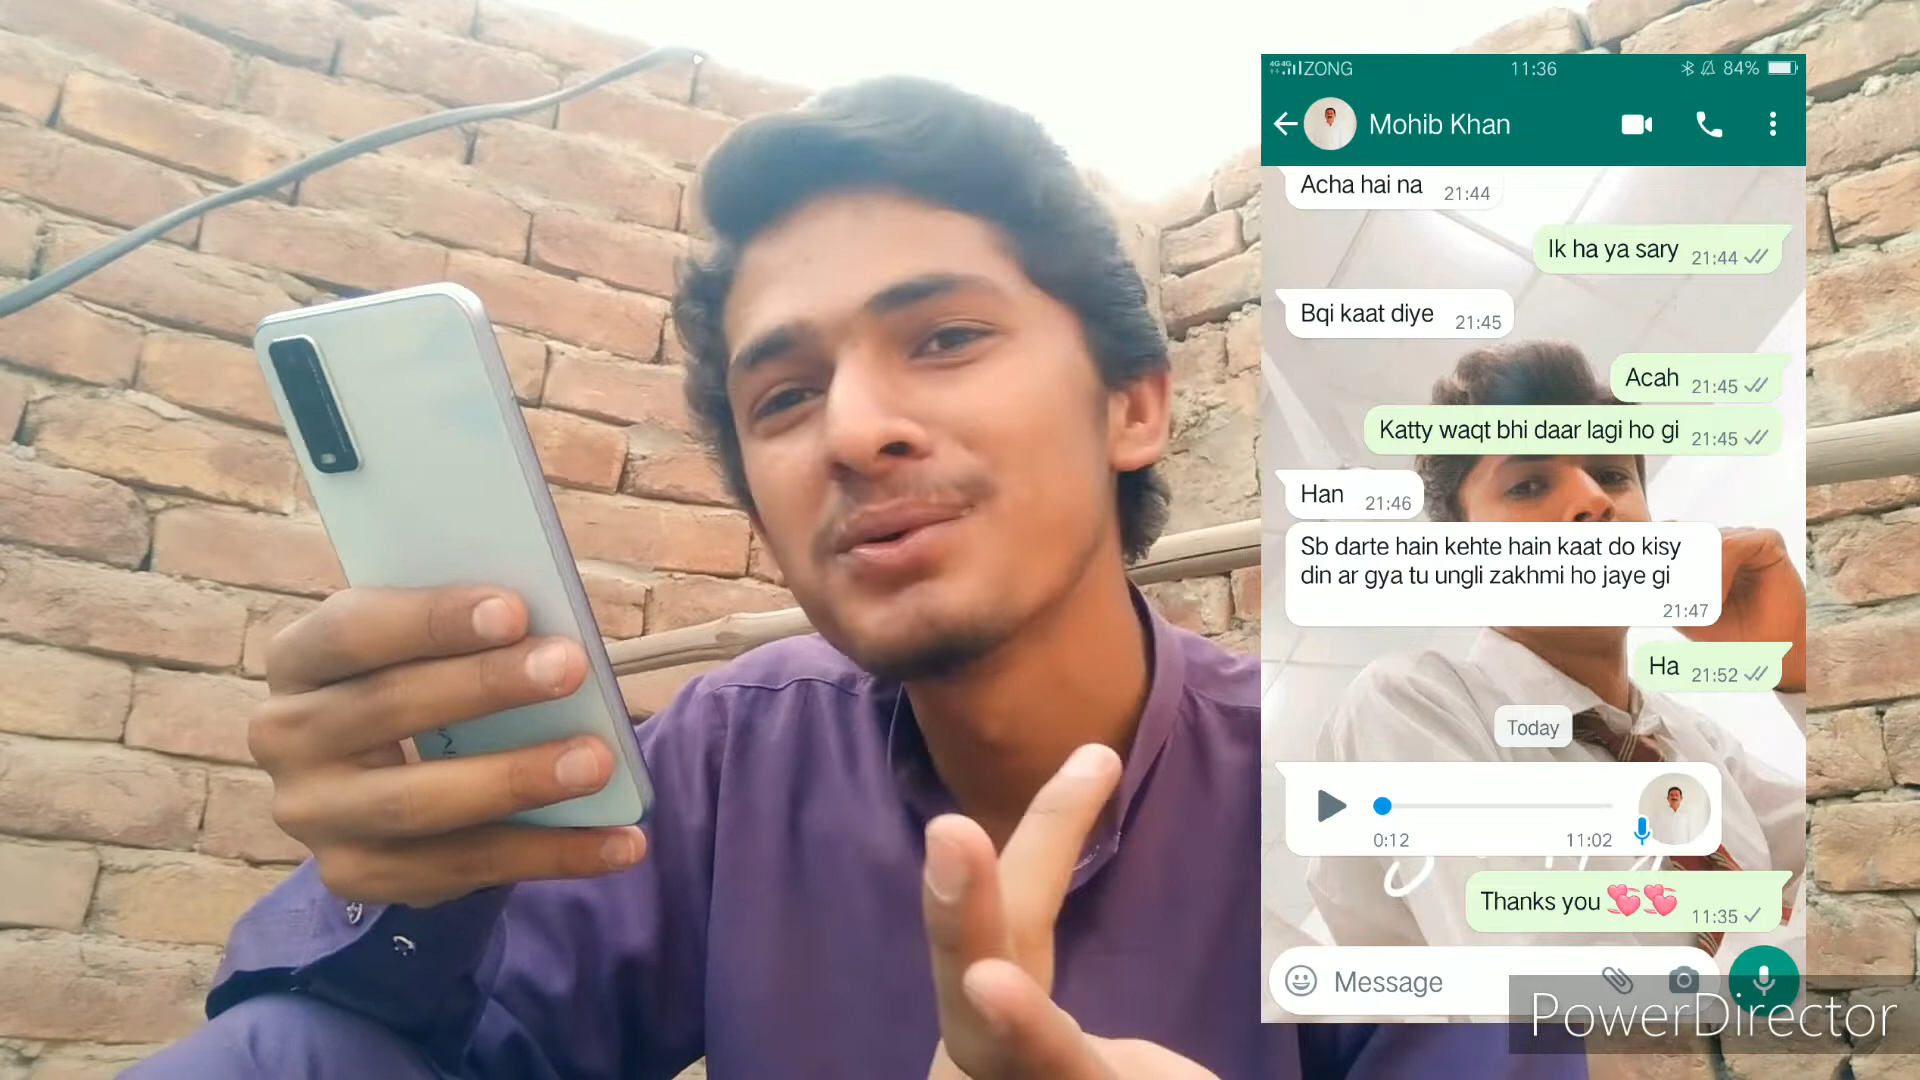 4G 4G ZONG 11:36 84%
Mohib Khan
Acha hai na 21:44
Ik ha ya sary 21:44
Bqi kaat diye 21:45
Acah 21:45
Katty waqt bhi daar lagi ho gi 21:45
Han 21:46
Sb darte hain kehte hain kaat do kisy
din ar gya tu ungli zakhmi ho jaye gi
21:47
Ha 21:52
Today
0:12 11:02
Thanks you 💞💞 11:35
Message
PowerDirector